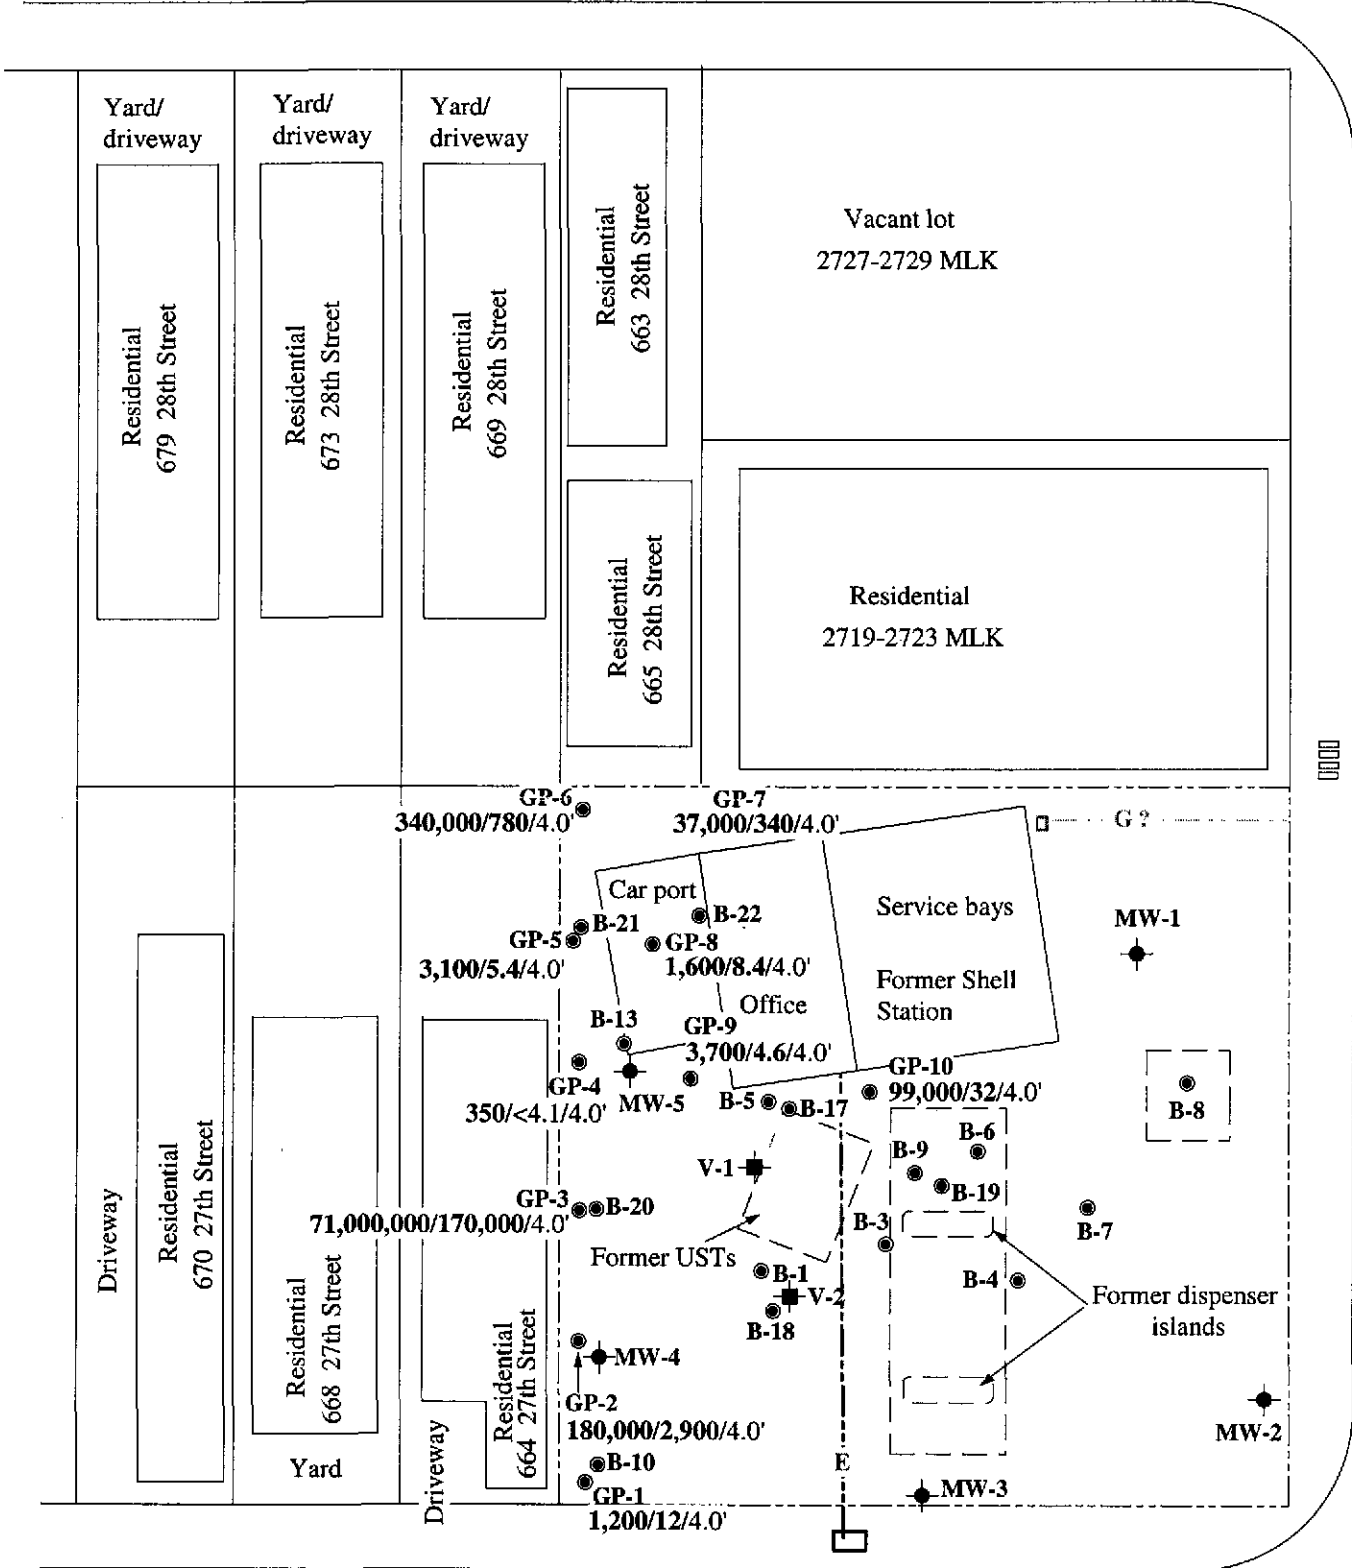 Yard/
driveway
Yard/
driveway
Yard/
driveway
Residential
679 28th Street
Residential
673 28th Street
Residential
669 28th Street
Residential
663 28th Street
Vacant lot
2727-2729 MLK
Residential
665 28th Street
Residential
2719-2723 MLK
GP-6
340,000/780/4.0'
GP-7
37,000/340/4.0'
G ?
Car port
B-21
B-22
GP-5
3,100/5.4/4.0'
GP-8
1,600/8.4/4.0'
Service bays
Former Shell
Station
MW-1
Office
B-13
GP-9
3,700/4.6/4.0'
GP-4
350/<4.1/4.0'
MW-5
B-5
B-17
GP-10
99,000/32/4.0'
B-8
B-6
B-9
B-19
V-1
GP-3
71,000,000/170,000/4.0'
B-20
B-3
B-7
Former USTs
B-1
V-2
B-18
B-4
Former dispenser
islands
Driveway
Residential
670 27th Street
Residential
668 27th Street
Yard
Residential
664 27th Street
Driveway
MW-4
GP-2
180,000/2,900/4.0'
B-10
GP-1
1,200/12/4.0'
E
MW-3
MW-2